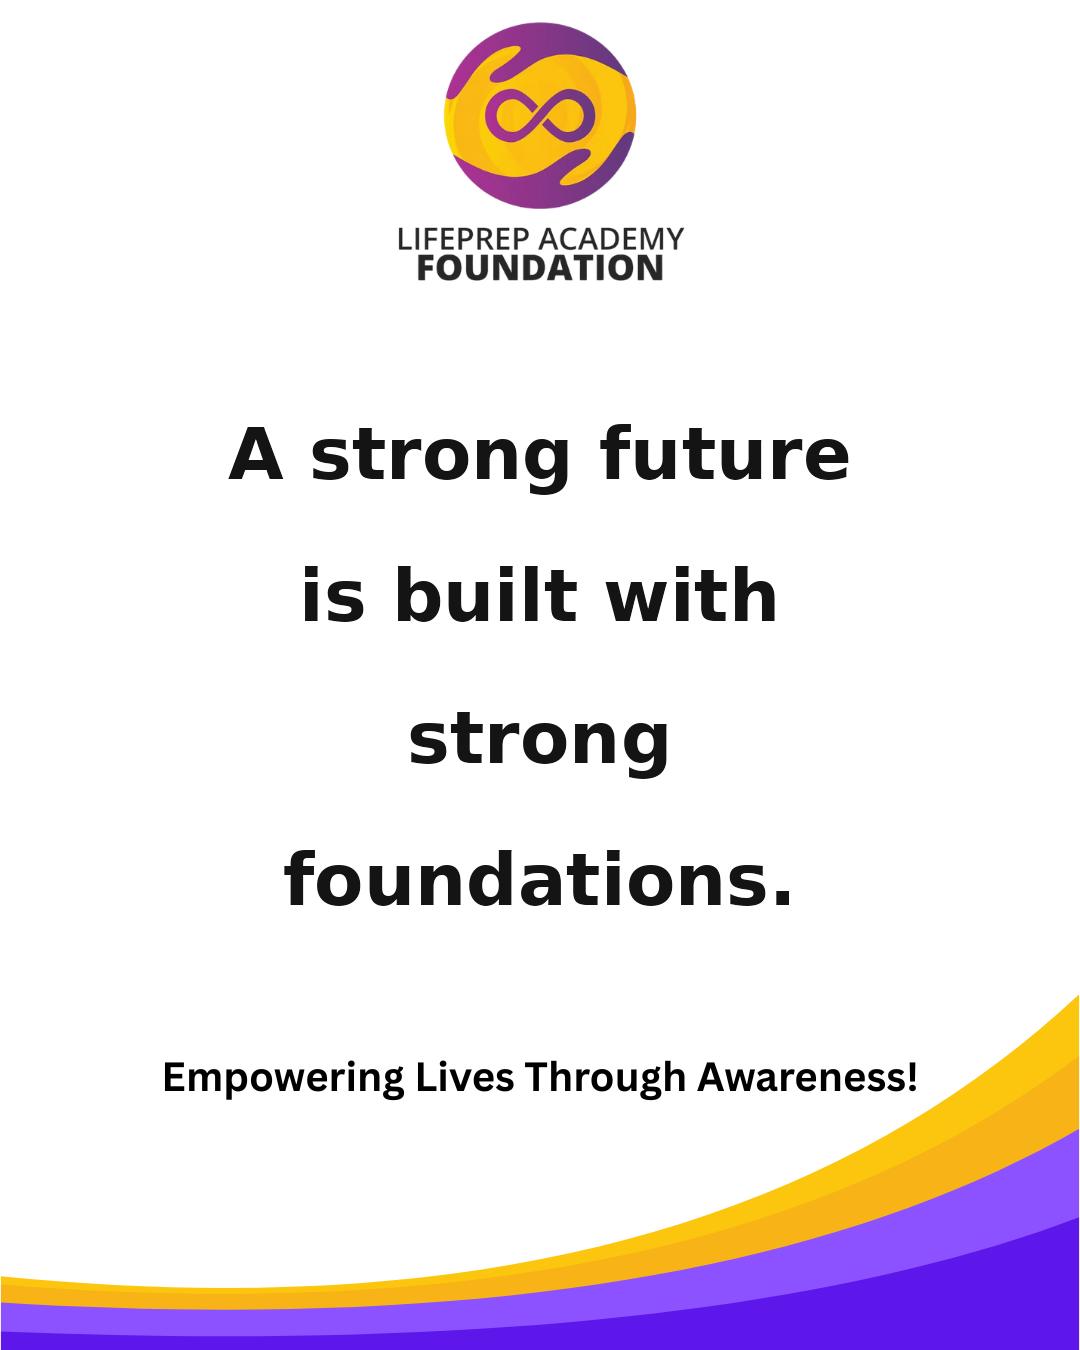 LIFEPREP ACADEMY
FOUNDATION
A strong future
is built with
strong
foundations.
Empowering Lives Through Awareness!